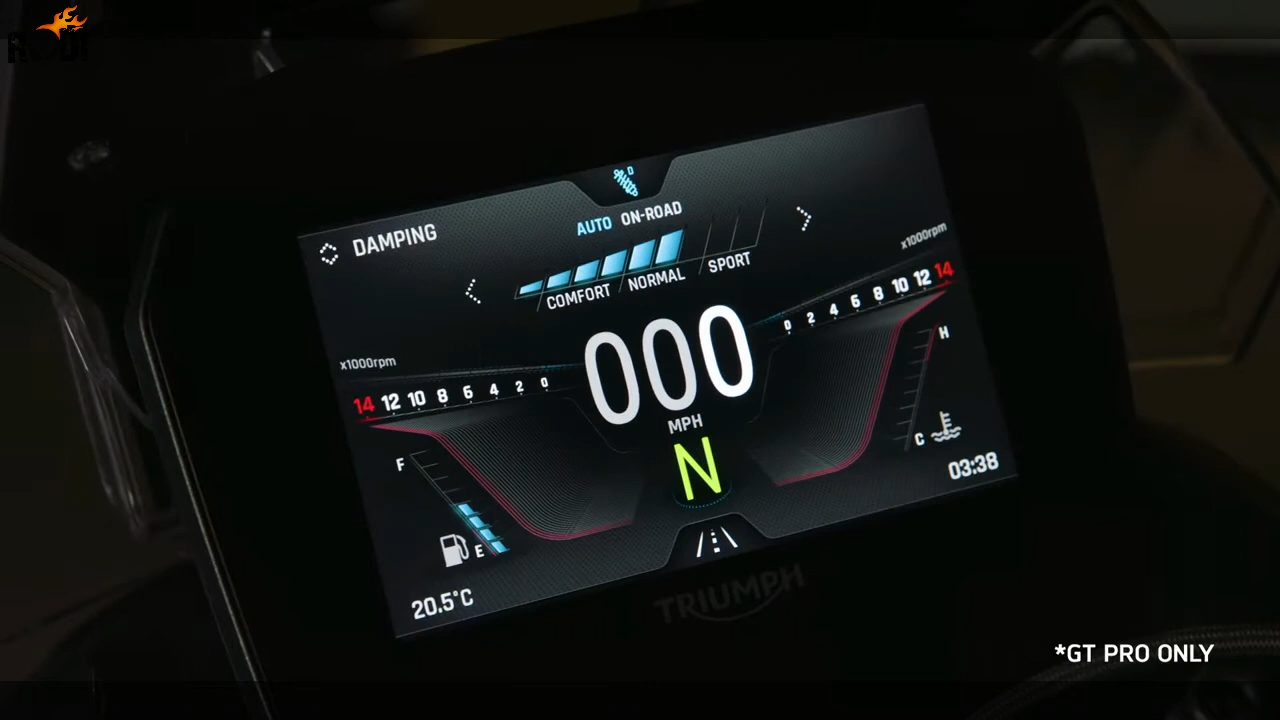 DAMPING
AUTO ON-ROAD
COMFORT NORMAL SPORT
x1000rpm
0 2 4 6 8 10 12 14
000
MPH
N
x1000rpm
14 12 10 8 6 4 2 0
F
E
H
C
20.5°C
03:38
TRIUMPH
*GT PRO ONLY